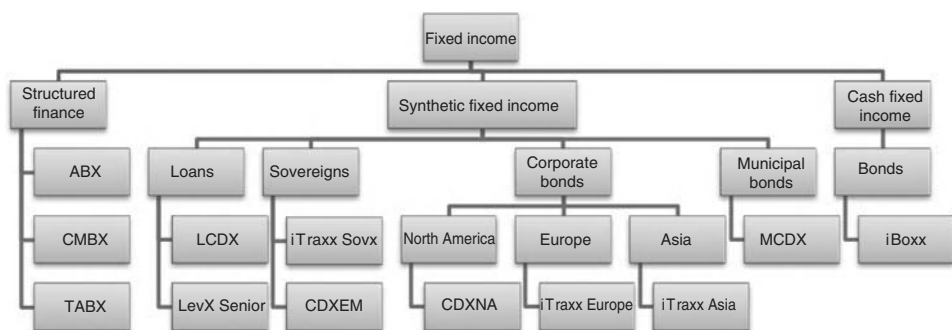 Fixed income
Structured
finance
Synthetic fixed income
Cash fixed
income
ABX
Loans
Sovereigns
Corporate
bonds
Municipal
bonds
Bonds
CMBX
LCDX
iTraxx Sovx
North America
Europe
Asia
MCDX
iBoxx
TABX
LevX Senior
CDXEM
CDXNA
iTraxx Europe
iTraxx Asia